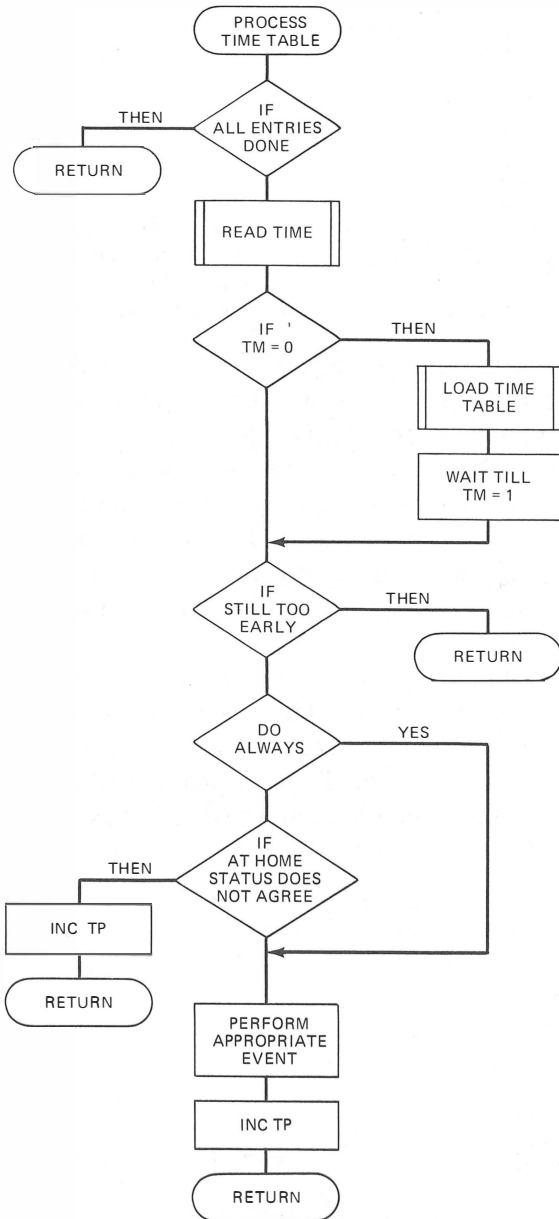 PROCESS
TIME TABLE
THEN
IF
ALL ENTRIES
DONE
RETURN
READ TIME
IF '
TM = 0
THEN
LOAD TIME
TABLE
WAIT TILL
TM = 1
IF
STILL TOO
EARLY
THEN
RETURN
DO
ALWAYS
YES
IF
AT HOME
STATUS DOES
NOT AGREE
THEN
INC TP
RETURN
PERFORM
APPROPRIATE
EVENT
INC TP
RETURN